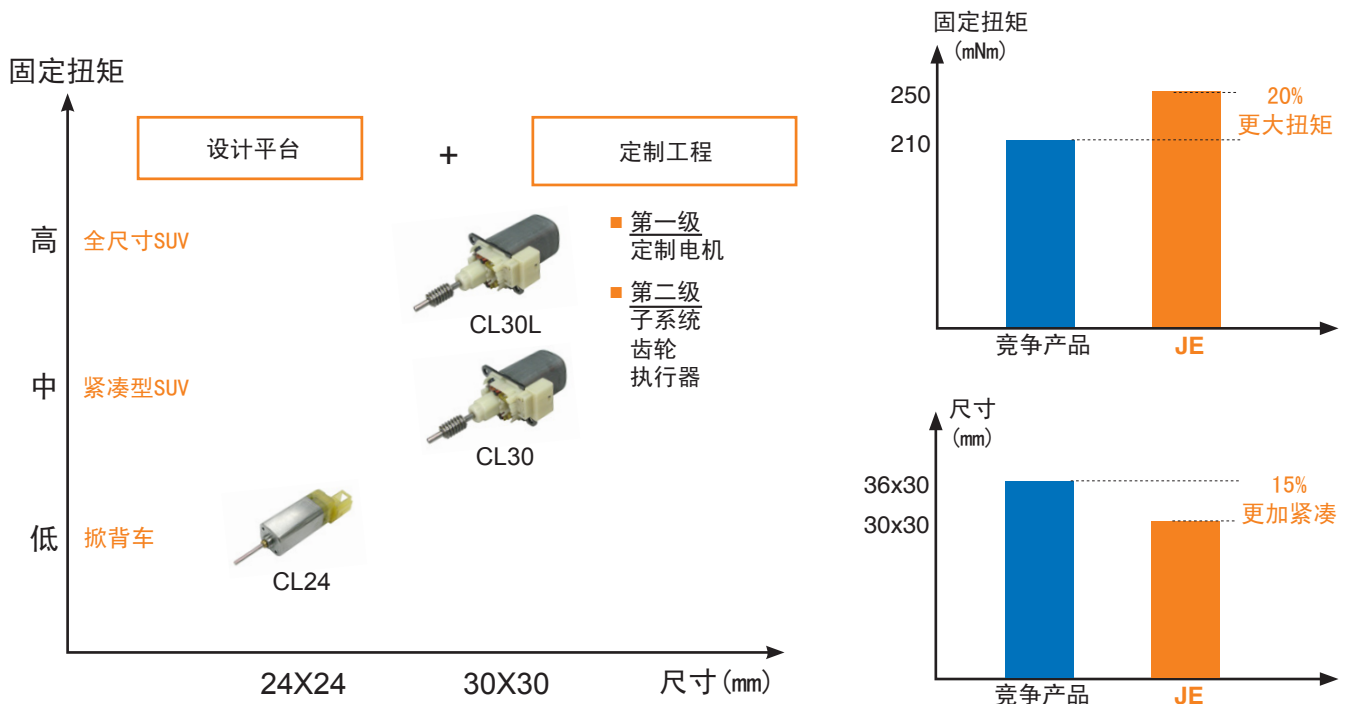 固定扭矩
设计平台
+
定制工程
高
全尺寸SUV
CL30L
■ 第一级
定制电机
■ 第二级
子系统
齿轮
执行器
中
紧凑型SUV
CL30
低
掀背车
CL24
24X24
30X30
尺寸(mm)
固定扭矩
(mNm)
250
210
20%
更大扭矩
竞争产品
JE
尺寸
(mm)
36x30
30x30
15%
更加紧凑
竞争产品
JE